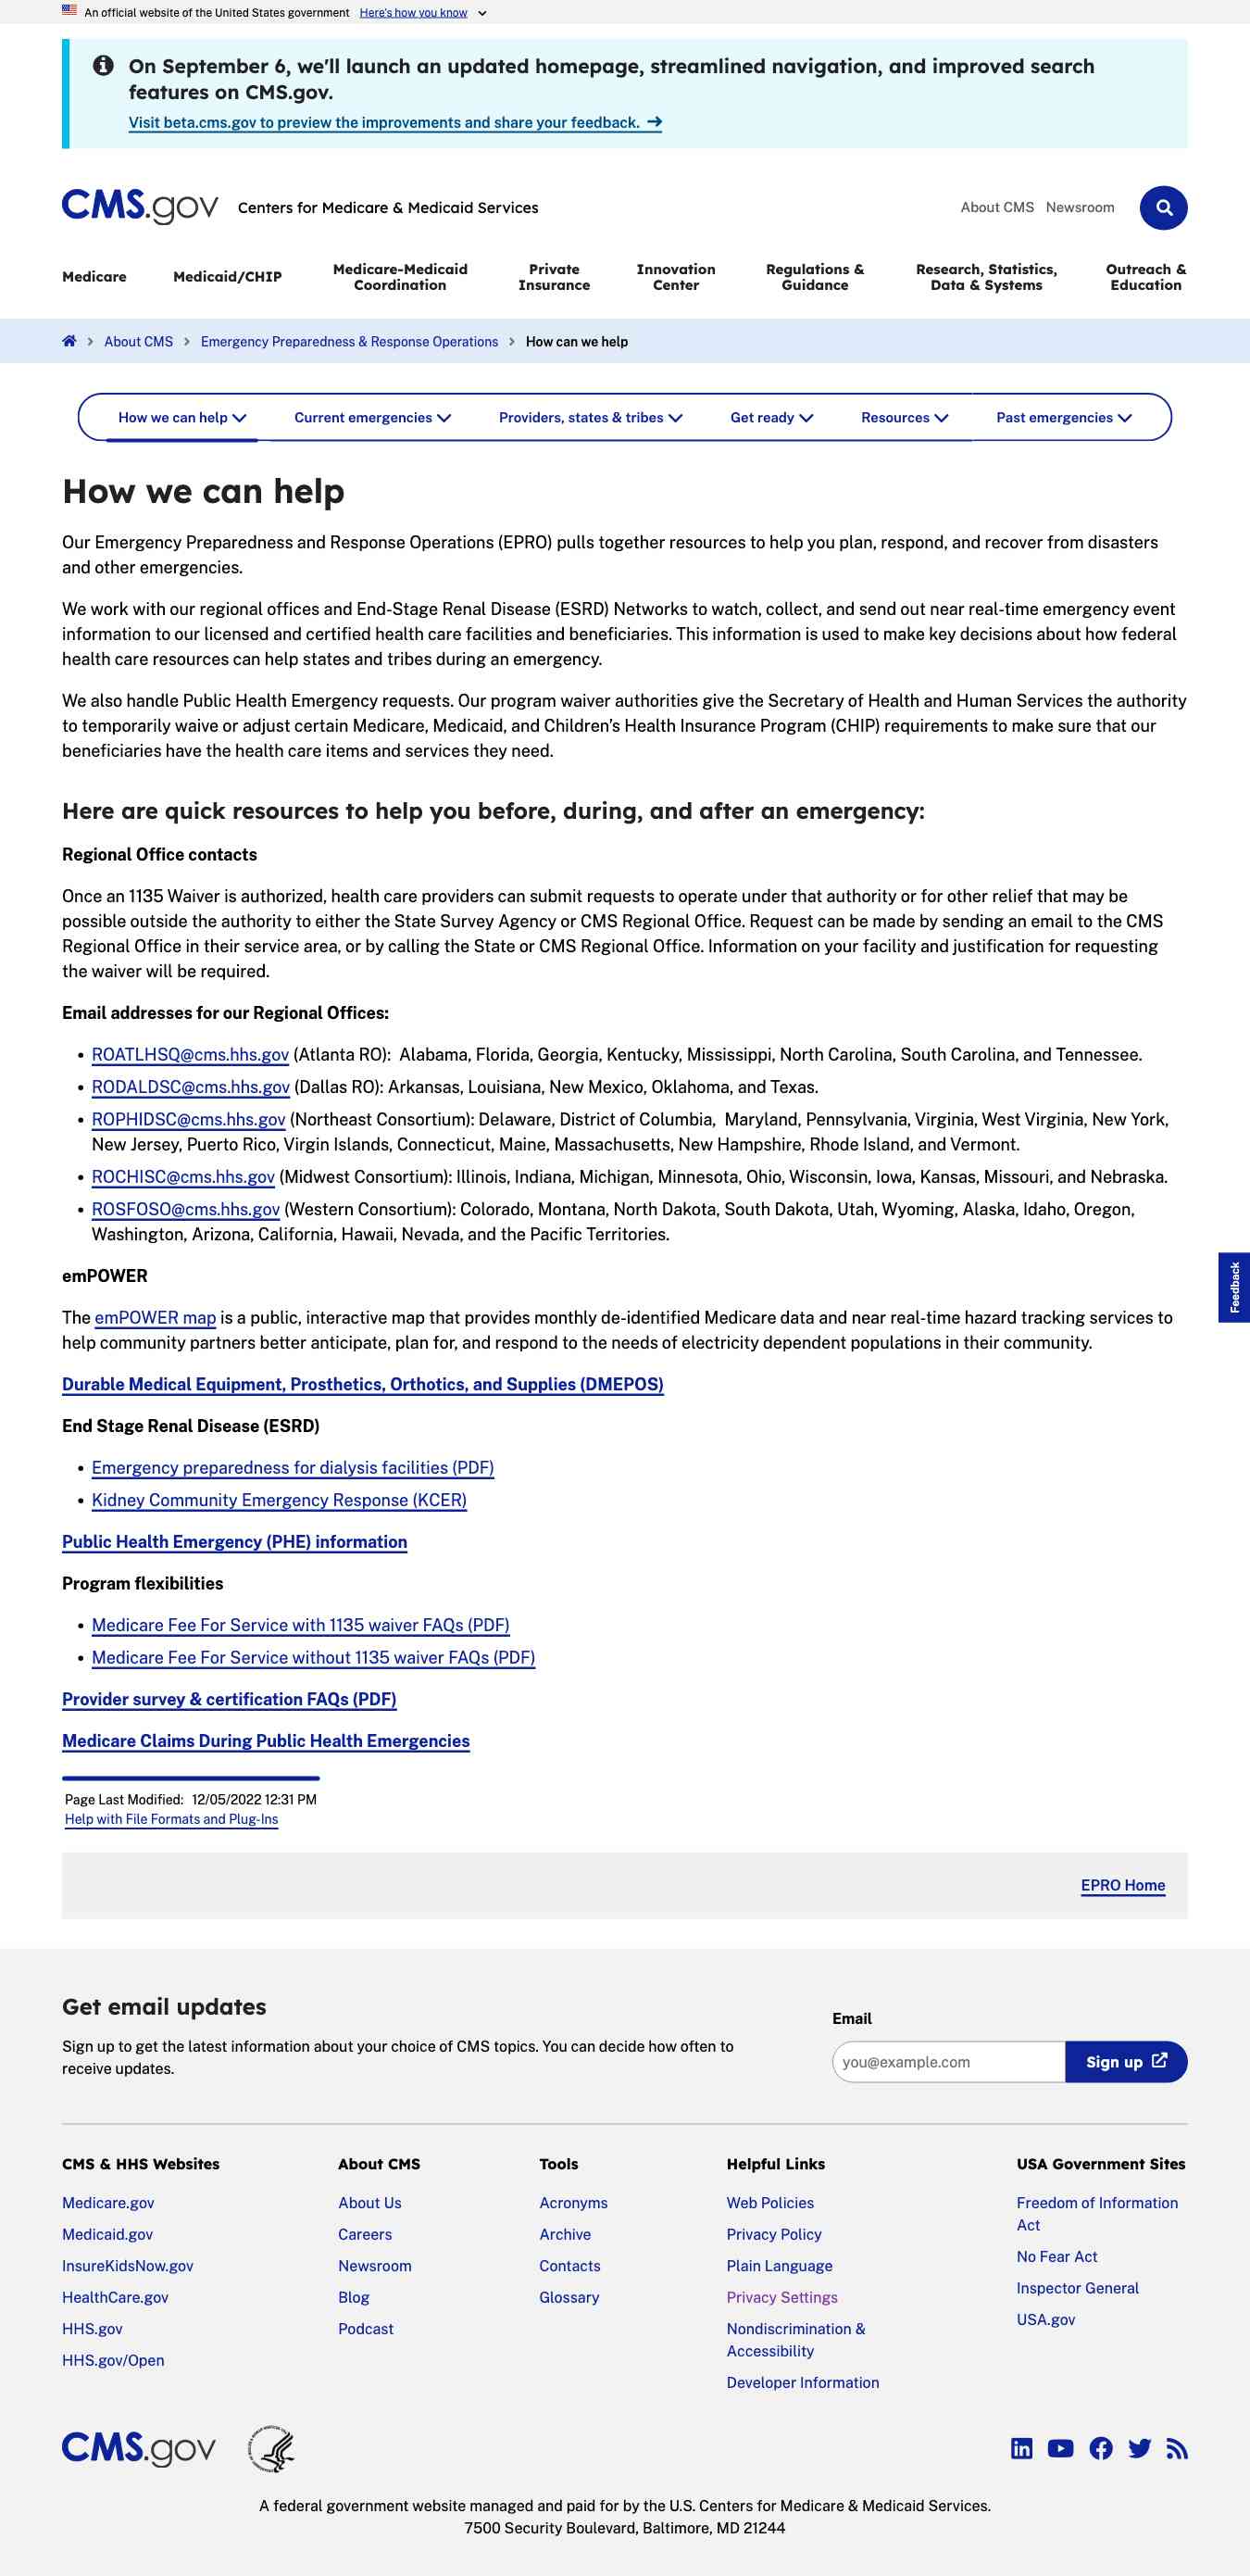 An official website of the United States government Here's how you know
On September 6, we'll launch an updated homepage, streamlined navigation, and improved search
features on CMS.gov.
Visit beta.cms.gov to preview the improvements and share your feedback.
CMS.gov Centers for Medicare & Medicaid Services About CMS Newsroom
Medicare Medicaid/CHIP Medicare-Medicaid Coordination Private Insurance Innovation Center Regulations & Guidance Research, Statistics, Data & Systems Outreach & Education
About CMS Emergency Preparedness & Response Operations How can we help
How we can help Current emergencies Providers, states & tribes Get ready Resources Past emergencies
How we can help
Our Emergency Preparedness and Response Operations (EPRO) pulls together resources to help you plan, respond, and recover from disasters
and other emergencies.
We work with our regional offices and End-Stage Renal Disease (ESRD) Networks to watch, collect, and send out near real-time emergency event
information to our licensed and certified health care facilities and beneficiaries. This information is used to make key decisions about how federal
health care resources can help states and tribes during an emergency.
We also handle Public Health Emergency requests. Our program waiver authorities give the Secretary of Health and Human Services the authority
to temporarily waive or adjust certain Medicare, Medicaid, and Children's Health Insurance Program (CHIP) requirements to make sure that our
beneficiaries have the health care items and services they need.
Here are quick resources to help you before, during, and after an emergency:
Regional Office contacts
Once an 1135 Waiver is authorized, health care providers can submit requests to operate under that authority or for other relief that may be
possible outside the authority to either the State Survey Agency or CMS Regional Office. Request can be made by sending an email to the CMS
Regional Office in their service area, or by calling the State or CMS Regional Office. Information on your facility and justification for requesting
the waiver will be required.
Email addresses for our Regional Offices:
• ROATLHSQ@cms.hhs.gov (Atlanta RO): Alabama, Florida, Georgia, Kentucky, Mississippi, North Carolina, South Carolina, and Tennessee.
• RODALDSC@cms.hhs.gov (Dallas RO): Arkansas, Louisiana, New Mexico, Oklahoma, and Texas.
• ROPHIDSC@cms.hhs.gov (Northeast Consortium): Delaware, District of Columbia, Maryland, Pennsylvania, Virginia, West Virginia, New York,
New Jersey, Puerto Rico, Virgin Islands, Connecticut, Maine, Massachusetts, New Hampshire, Rhode Island, and Vermont.
• ROCHISC@cms.hhs.gov (Midwest Consortium): Illinois, Indiana, Michigan, Minnesota, Ohio, Wisconsin, Iowa, Kansas, Missouri, and Nebraska.
• ROSFOSO@cms.hhs.gov (Western Consortium): Colorado, Montana, North Dakota, South Dakota, Utah, Wyoming, Alaska, Idaho, Oregon,
Washington, Arizona, California, Hawaii, Nevada, and the Pacific Territories.
Feedback
emPOWER
The emPOWER map is a public, interactive map that provides monthly de-identified Medicare data and near real-time hazard tracking services to
help community partners better anticipate, plan for, and respond to the needs of electricity dependent populations in their community.
Durable Medical Equipment, Prosthetics, Orthotics, and Supplies (DMEPOS)
End Stage Renal Disease (ESRD)
• Emergency preparedness for dialysis facilities (PDF)
• Kidney Community Emergency Response (KCER)
Public Health Emergency (PHE) information
Program flexibilities
• Medicare Fee For Service with 1135 waiver FAQs (PDF)
• Medicare Fee For Service without 1135 waiver FAQs (PDF)
Provider survey & certification FAQs (PDF)
Medicare Claims During Public Health Emergencies
Page Last Modified: 12/05/2022 12:31 PM
Help with File Formats and Plug-Ins
EPRO Home
Get email updates
Sign up to get the latest information about your choice of CMS topics. You can decide how often to
receive updates.
Email
you@example.com Sign up
CMS & HHS Websites
Medicare.gov
Medicaid.gov
InsureKidsNow.gov
HealthCare.gov
HHS.gov
HHS.gov/Open
About CMS
About Us
Careers
Newsroom
Blog
Podcast
Tools
Acronyms
Archive
Contacts
Glossary
Helpful Links
Web Policies
Privacy Policy
Plain Language
Privacy Settings
Nondiscrimination &
Accessibility
Developer Information
USA Government Sites
Freedom of Information
Act
No Fear Act
Inspector General
USA.gov
CMS.gov
A federal government website managed and paid for by the U.S. Centers for Medicare & Medicaid Services.
7500 Security Boulevard, Baltimore, MD 21244